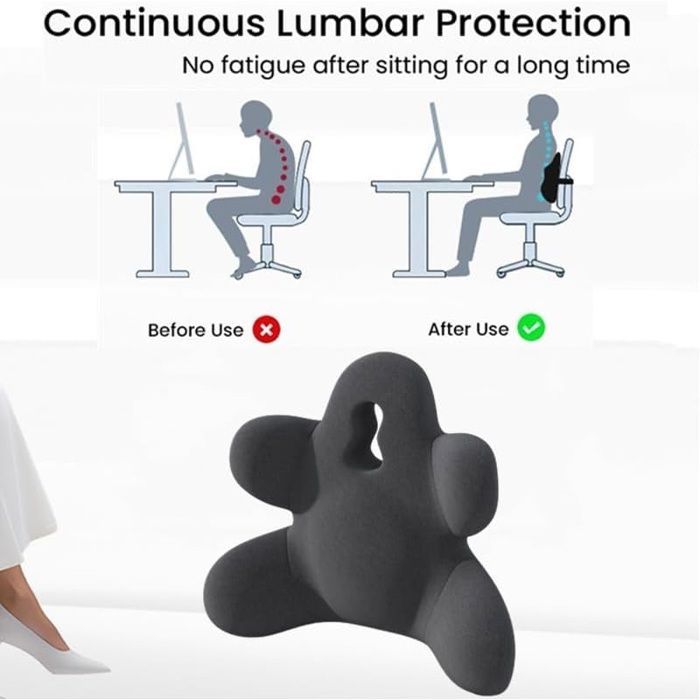 Continuous Lumbar Protection
No fatigue after sitting for a long time
Before Use
After Use